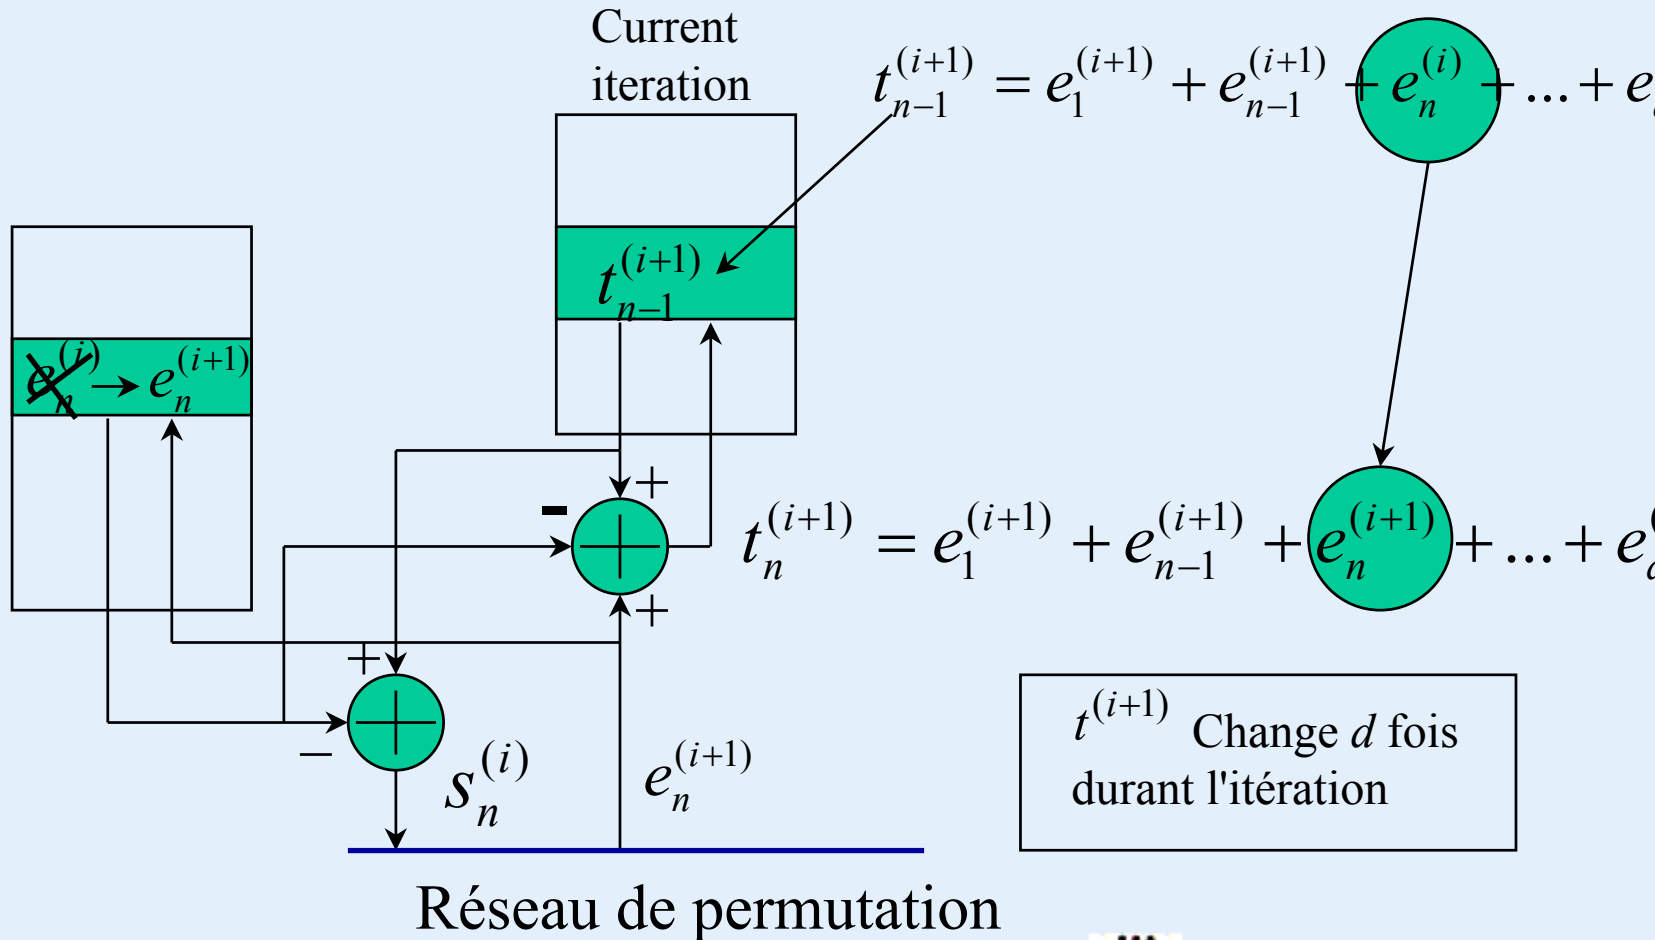 Current
iteration
t_{n-1}^{(i+1)} = e_1^{(i+1)} + e_{n-1}^{(i+1)} + e_n^{(i)} + ... + e
t_{n-1}^{(i+1)}
e_n^{(i)} → e_n^{(i+1)}
+
-
t_n^{(i+1)} = e_1^{(i+1)} + e_{n-1}^{(i+1)} + e_n^{(i+1)} + ... + e
+
+
−
s_n^{(i)}
e_n^{(i+1)}
t^{(i+1)} Change d fois
durant l'itération
Réseau de permutation